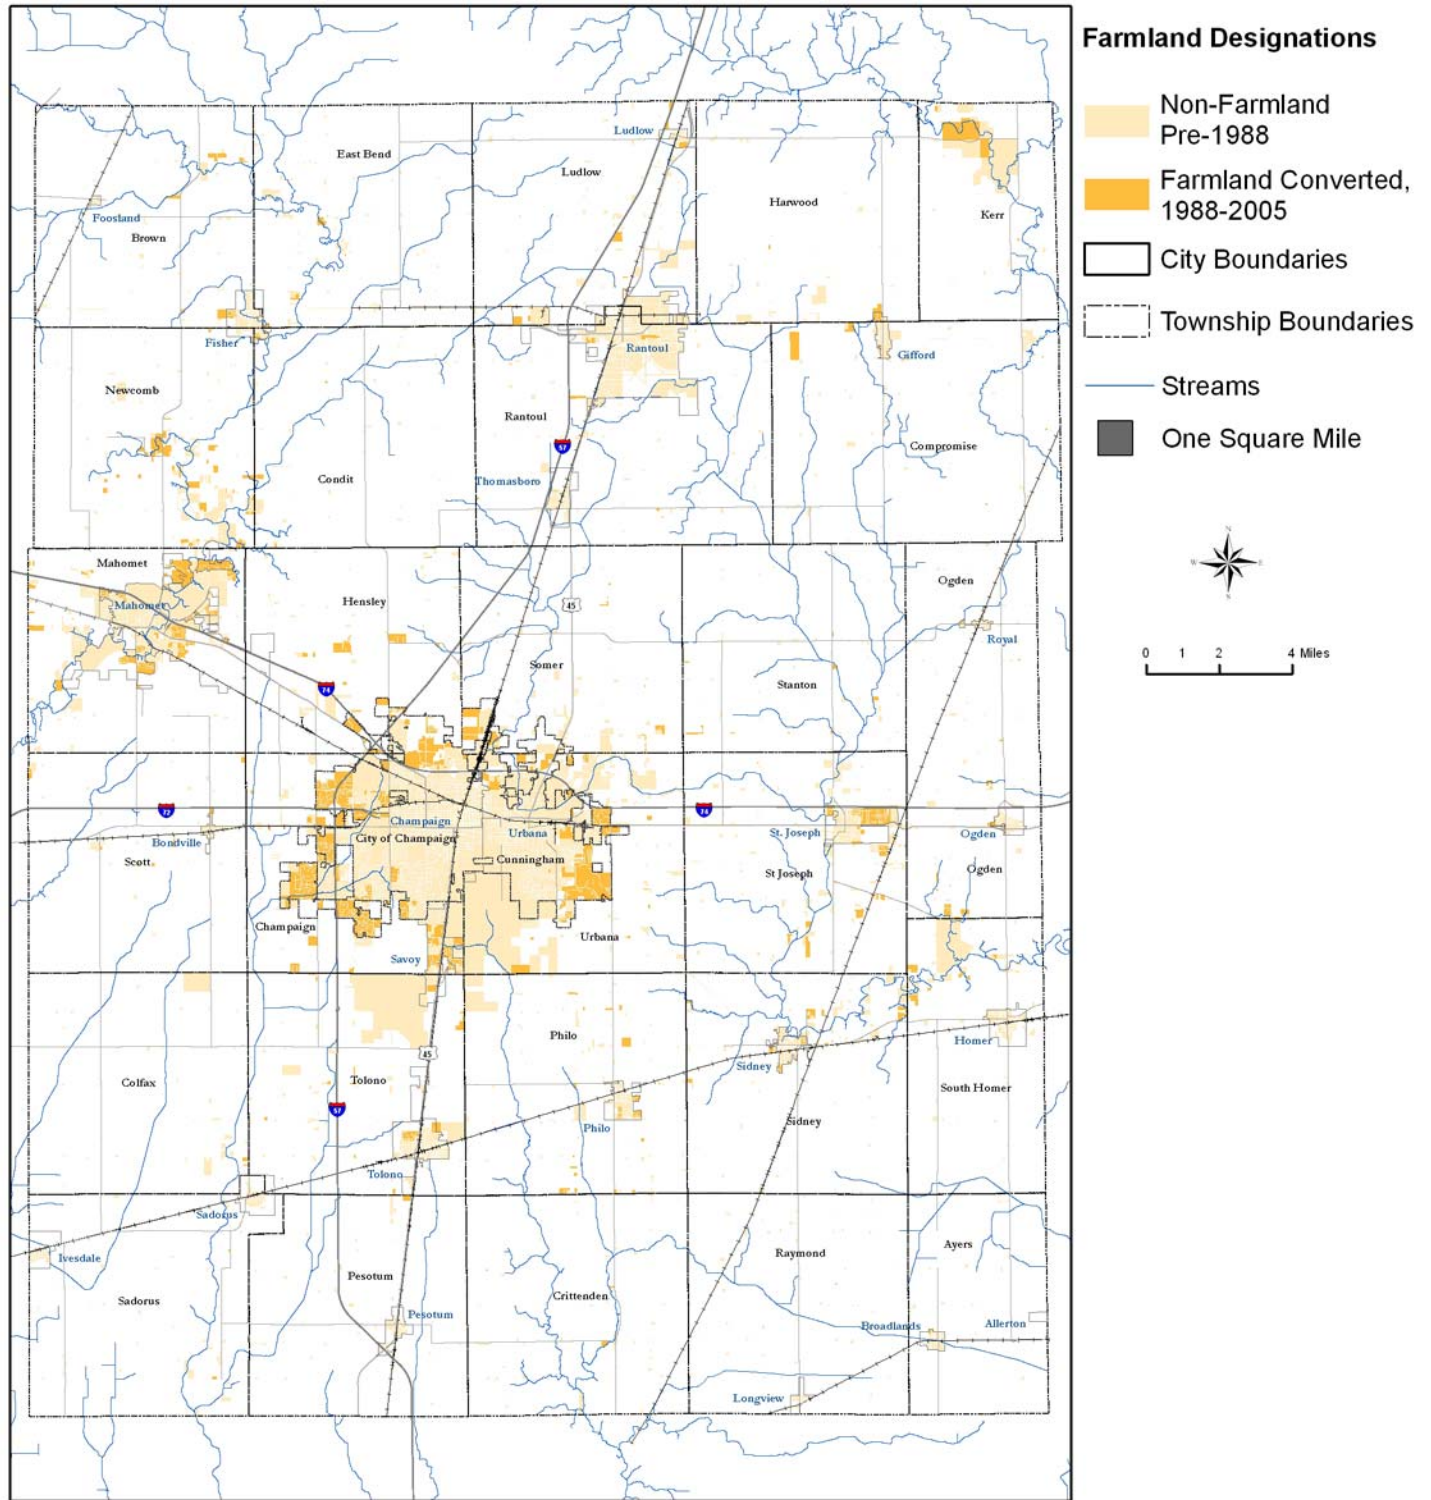 Farmland Designations
Non-Farmland
Pre-1988
Farmland Converted,
1988-2005
City Boundaries
Township Boundaries
Streams
One Square Mile
N
W
E
S
0 1 2 4 Miles
Ludlow
East Bend
Ludlow
Harwood
Kerr
Foosland
Brown
Fisher
Rantoul
Gifford
Newcomb
Rantoul
57
Compromise
Condit
Thomasboro
Mahomet
Ogden
Mahomet
Hensley
45
Royal
Somer
74
Stanton
72
74
Champaign
City of Champaign
Urbana
St. Joseph
Ogden
Bondville
Scott
Cunningham
St Joseph
Ogden
Champaign
Urbana
Savoy
Philo
Homer
45
Sidney
Colfax
Tolono
South Homer
57
Philo
Sidney
Tolono
Sadorus
Ivesdale
Ayers
Raymond
Pesotum
Sadorus
Crittenden
Pesotum
Broadlands
Allerton
Longview